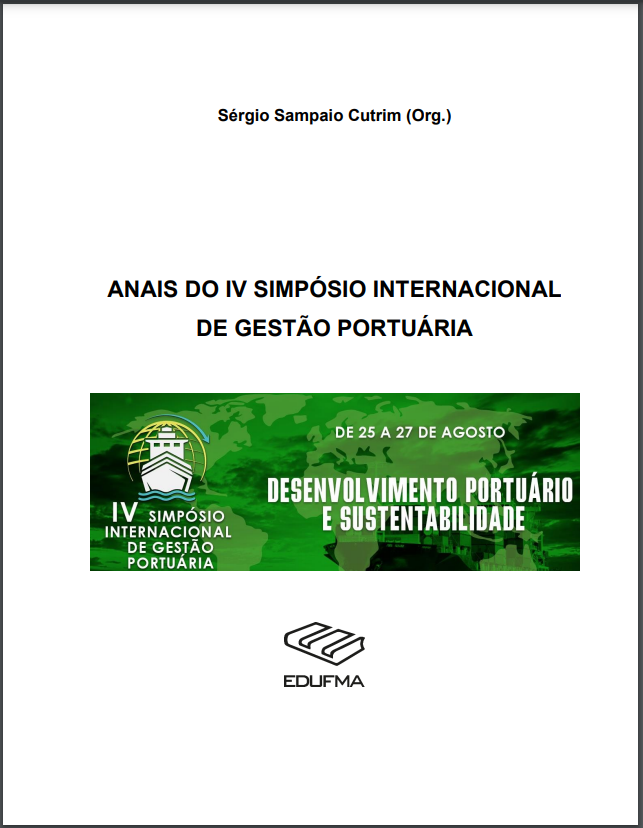 Sérgio Sampaio Cutrim (Org.)
ANAIS DO IV SIMPÓSIO INTERNACIONAL
DE GESTÃO PORTUÁRIA
DE 25 A 27 DE AGOSTO
DESENVOLVIMENTO PORTUÁRIO
E SUSTENTABILIDADE
IV SIMPÓSIO
INTERNACIONAL
DE GESTÃO
PORTUÁRIA
EDUFMA